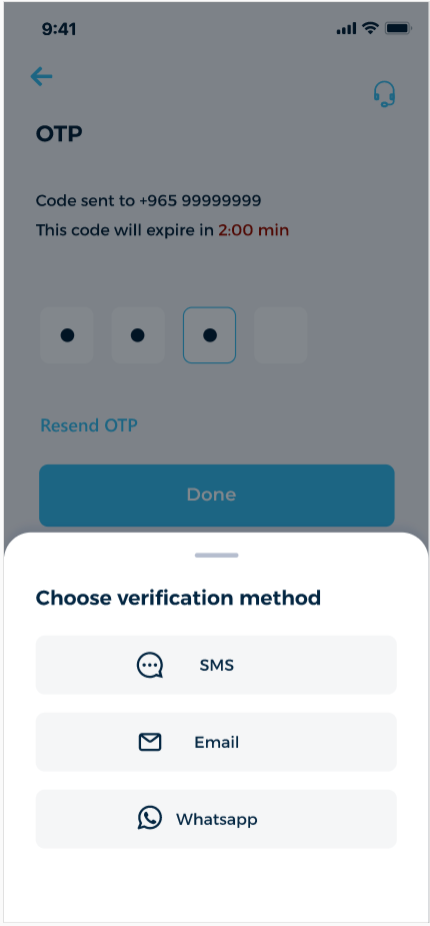 9:41
OTP
Code sent to +965 99999999
This code will expire in 2:00 min
Resend OTP
Done
Choose verification method
SMS
Email
Whatsapp